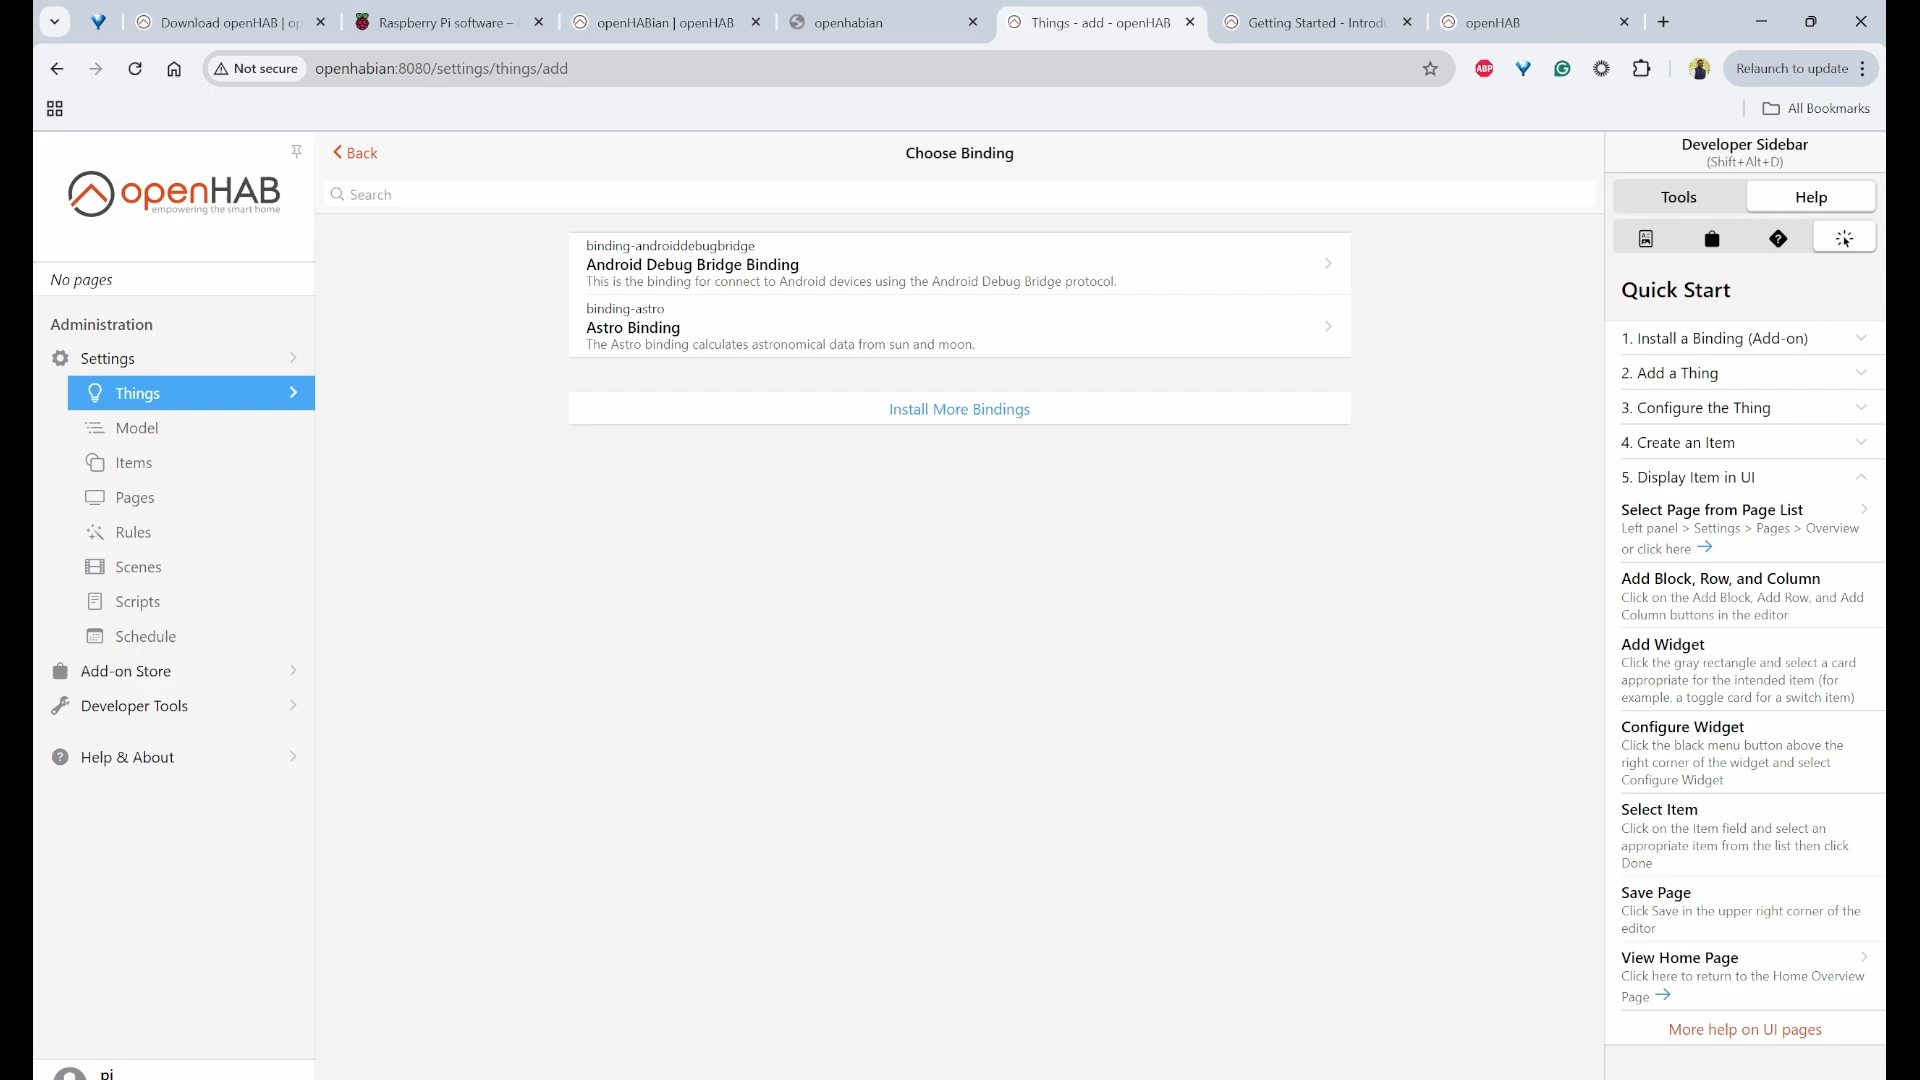 Download openHAB | op
Raspberry Pi software –
openHABian | openHAB
openhabian
Things - add - openHAB
Getting Started - Introdu
openHAB
Not secure
openhabian:8080/settings/things/add
ABP
Relaunch to update
All Bookmarks
openHAB
empowering the smart home
No pages
Administration
Settings
Things
Model
Items
Pages
Rules
Scenes
Scripts
Schedule
Add-on Store
Developer Tools
Help & About
pi
Back
Choose Binding
Search
binding-androiddebugbridge
Android Debug Bridge Binding
This is the binding for connect to Android devices using the Android Debug Bridge protocol.
binding-astro
Astro Binding
The Astro binding calculates astronomical data from sun and moon.
Install More Bindings
Developer Sidebar
(Shift+Alt+D)
Tools
Help
Quick Start
1. Install a Binding (Add-on)
2. Add a Thing
3. Configure the Thing
4. Create an Item
5. Display Item in UI
Select Page from Page List
Left panel > Settings > Pages > Overview
or click here
Add Block, Row, and Column
Click on the Add Block, Add Row, and Add
Column buttons in the editor
Add Widget
Click the gray rectangle and select a card
appropriate for the intended item (for
example, a toggle card for a switch item)
Configure Widget
Click the black menu button above the
right corner of the widget and select
Configure Widget
Select Item
Click on the Item field and select an
appropriate item from the list then click
Done
Save Page
Click Save in the upper right corner of the
editor
View Home Page
Click here to return to the Home Overview
Page
More help on UI pages